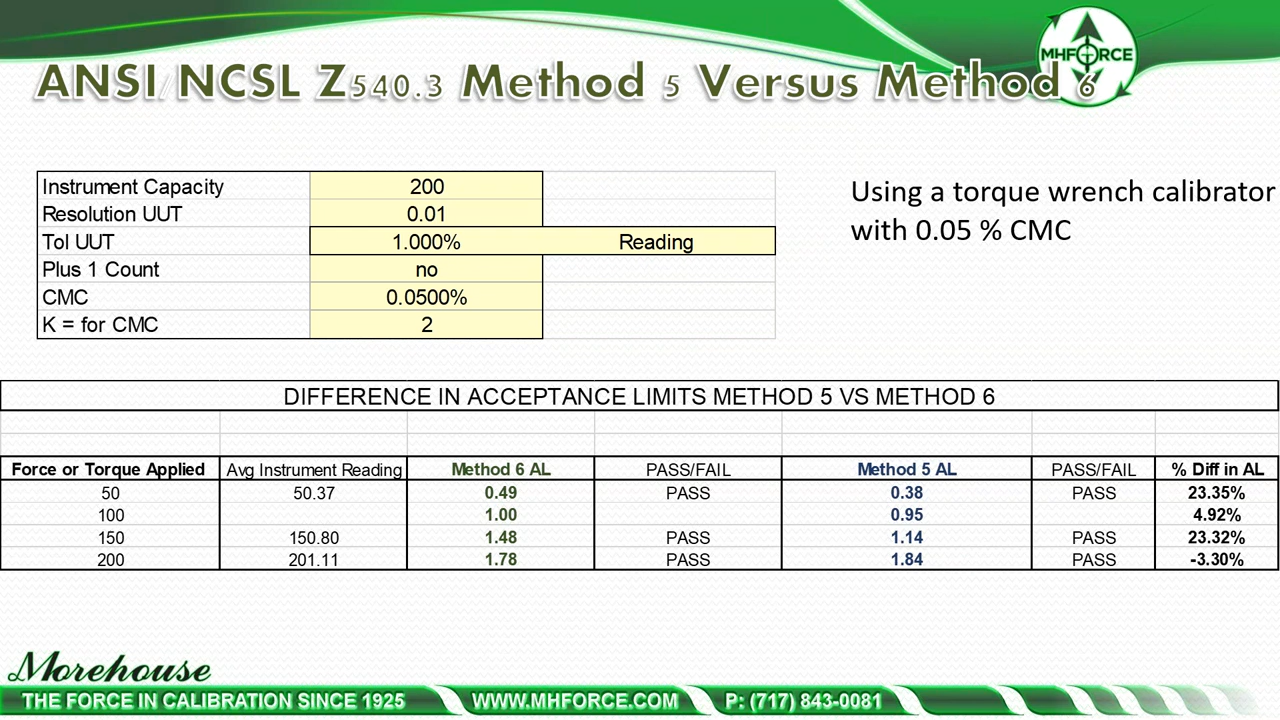 MHFORCE
ANSI/NCSL Z540.3 Method 5 Versus Method 6
Instrument Capacity 200
Resolution UUT 0.01
Tol UUT 1.000% Reading
Plus 1 Count no
CMC 0.0500%
K = for CMC 2
Using a torque wrench calibrator
with 0.05 % CMC
DIFFERENCE IN ACCEPTANCE LIMITS METHOD 5 VS METHOD 6
Force or Torque Applied Avg Instrument Reading Method 6 AL PASS/FAIL Method 5 AL PASS/FAIL % Diff in AL
50 50.37 0.49 PASS 0.38 PASS 23.35%
100 1.00 0.95 4.92%
150 150.80 1.48 PASS 1.14 PASS 23.32%
200 201.11 1.78 PASS 1.84 PASS -3.30%
Morehouse
THE FORCE IN CALIBRATION SINCE 1925 WWW.MHFORCE.COM P: (717) 843-0081